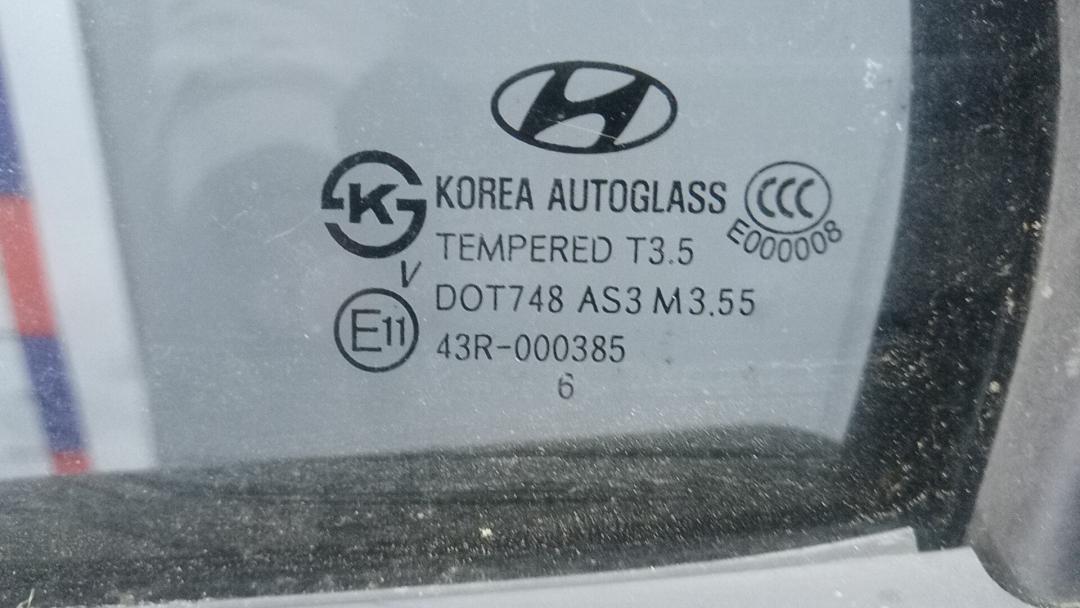 KOREA AUTOGLASS
CCC
E000008
K
TEMPERED T3.5
V
DOT748 AS3 M3.55
E11
43R-000385
6